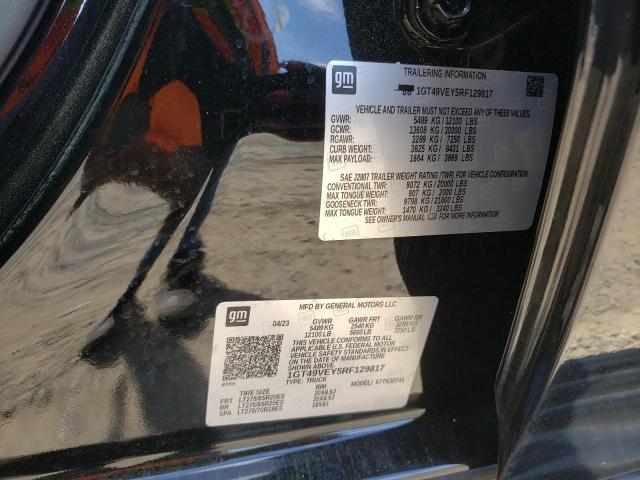 gm
TRAILERING INFORMATION
1GT49VEY5RF129817
VEHICLE AND TRAILER MUST NOT EXCEED ANY OF THESE VALUES.
GVWR: 5489 KG / 12100 LBS
GCWR: 13608 KG / 30000 LBS
RGAWR: 3289 KG / 7250 LBS
CURB WEIGHT: 3825 KG / 8431 LBS
MAX PAYLOAD: 1664 KG / 3669 LBS
SAE J2807 TRAILER WEIGHT RATING (TWR) FOR VEHICLE CONFIGURATION.
CONVENTIONAL TWR: 9072 KG / 20000 LBS
MAX TONGUE WEIGHT: 907 KG / 2000 LBS
GOOSENECK TWR: 9798 KG / 21600 LBS
MAX TONGUE WEIGHT: 1470 KG / 3240 LBS
SEE OWNER'S MANUAL FOR MORE INFORMATION.
gm
MFD BY GENERAL MOTORS LLC
04/23
GVWR GAWR FRT GAWR RR
5489 KG 2540 KG 3289 KG
12100 LB 5600 LB 7250 LB
THIS VEHICLE CONFORMS TO ALL
APPLICABLE U.S. FEDERAL MOTOR
VEHICLE SAFETY STANDARDS IN EFFECT
ON THE DATE OF MANUFACTURE
SHOWN ABOVE.
1GT49VEY5RF129817
TYPE: TRUCK MODEL: STTK30743
TIRE SIZE RIM
FRT LT275/65R20ES 20X8.5J
RR LT275/65R20ES 20X8.5J
SPA LT275/70R18ES 18X8J